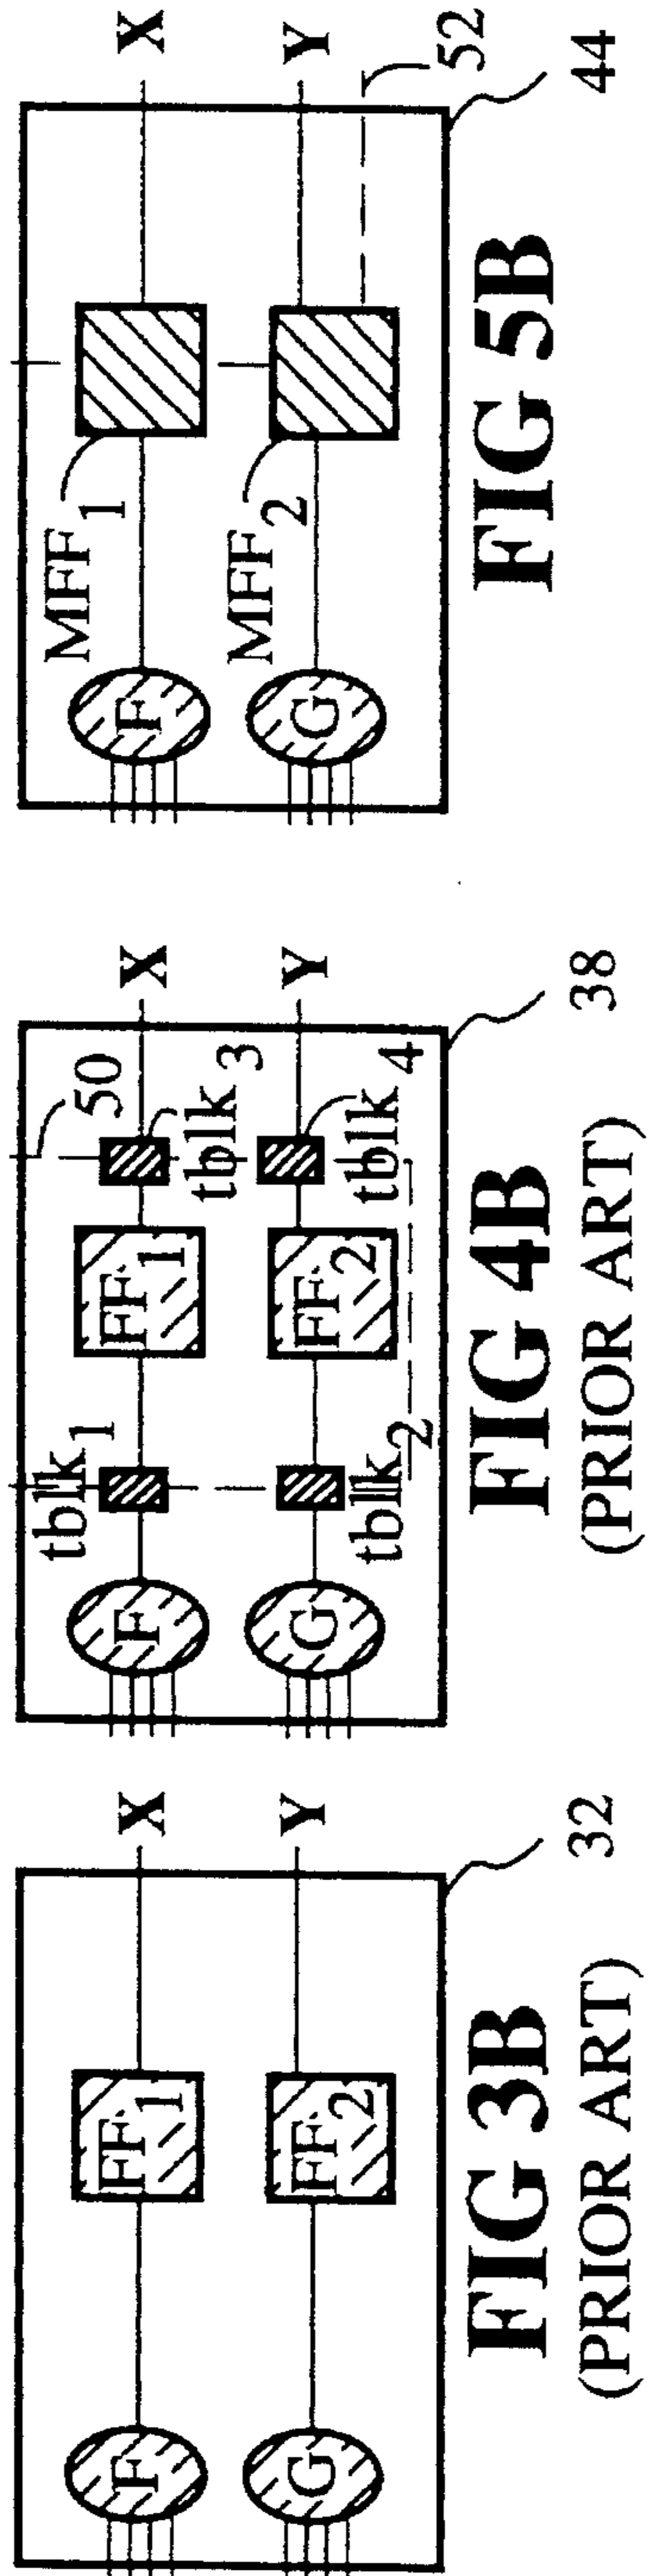 F
FF1
X
G
FF2
Y
32
FIG 3B
(PRIOR ART)
F
tblk1
FF1
tblk3
50
X
G
tblk2
FF2
tblk4
Y
38
FIG 4B
(PRIOR ART)
F
MFF1
X
G
MFF2
Y
52
44
FIG 5B